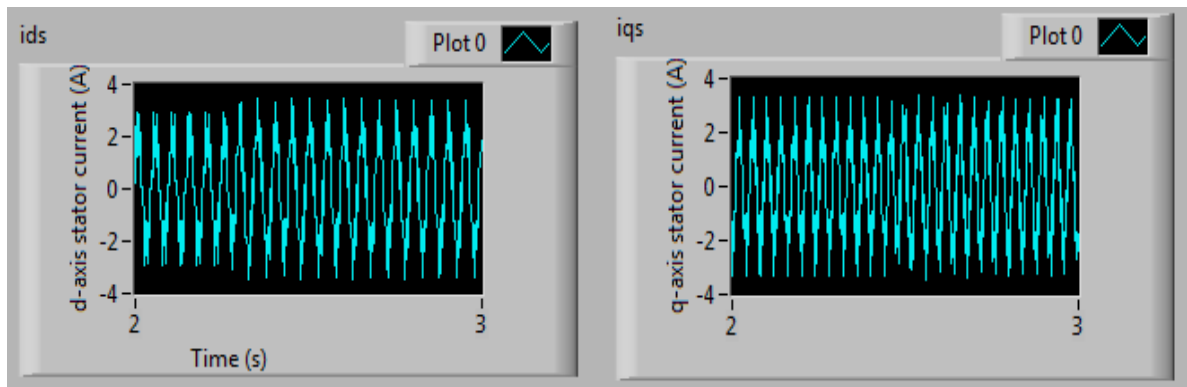 ids
Plot 0
d-axis stator current (A)
4
2
0
-2
-4
2
3
Time (s)
iqs
Plot 0
q-axis stator current (A)
4
2
0
-2
-4
2
3